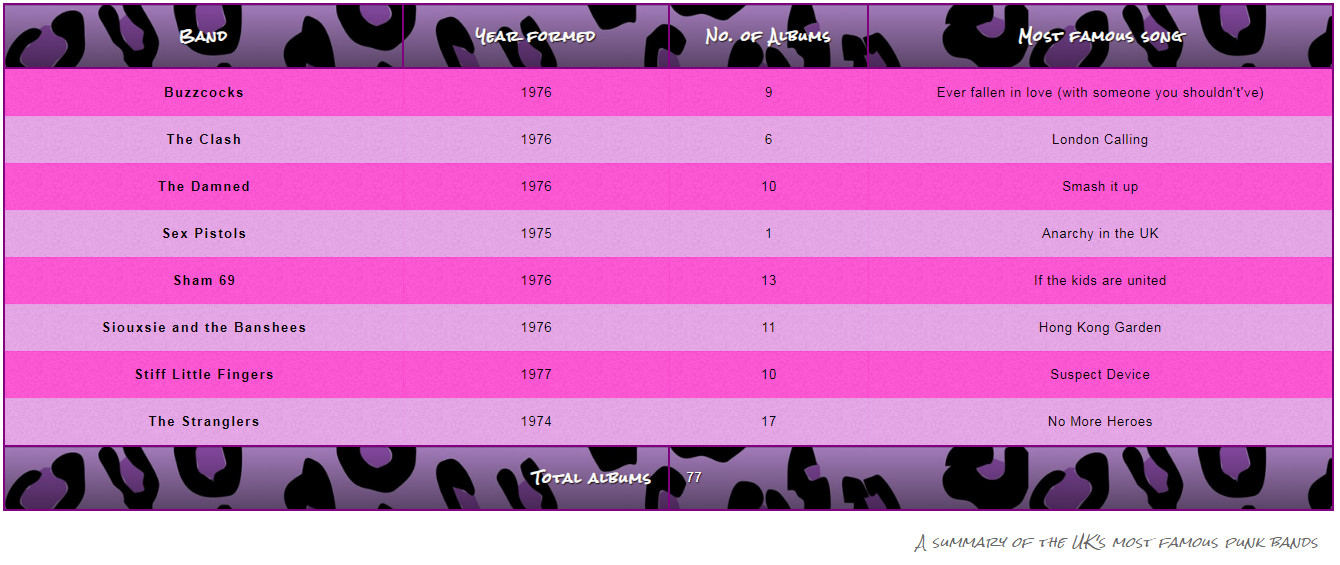 Band Year formed No. of Albums Most famous song
Buzzcocks 1976 9 Ever fallen in love (with someone you shouldn't've)
The Clash 1976 6 London Calling
The Damned 1976 10 Smash it up
Sex Pistols 1975 1 Anarchy in the UK
Sham 69 1976 13 If the kids are united
Siouxsie and the Banshees 1976 11 Hong Kong Garden
Stiff Little Fingers 1977 10 Suspect Device
The Stranglers 1974 17 No More Heroes
Total albums 77
A summary of the UK's most famous punk bands